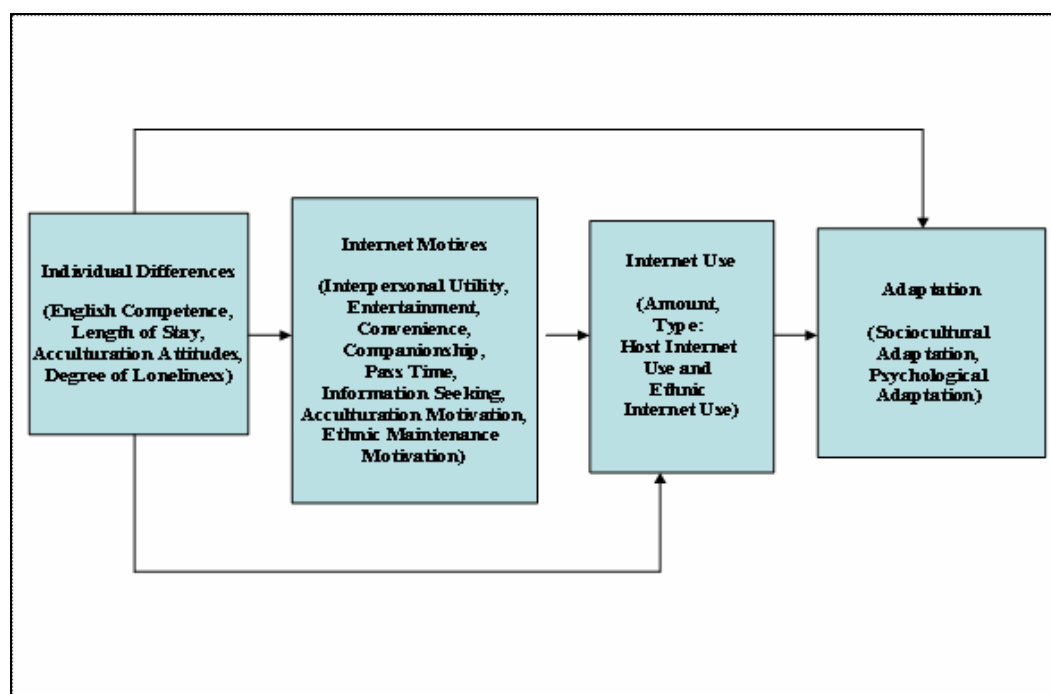 Individual Differences
(English Competence,
Length of Stay,
Acculturation Attitudes,
Degree of Loneliness)
Internet Motives
(Interpersonal Utility,
Entertainment,
Convenience,
Companionship,
Pass Time,
Information Seeking,
Acculturation Motivation,
Ethnic Maintenance
Motivation)
Internet Use
(Amount,
Type:
Host Internet
Use and
Ethnic
Internet Use)
Adaptation
(Sociocultural
Adaptation,
Psychological
Adaptation)